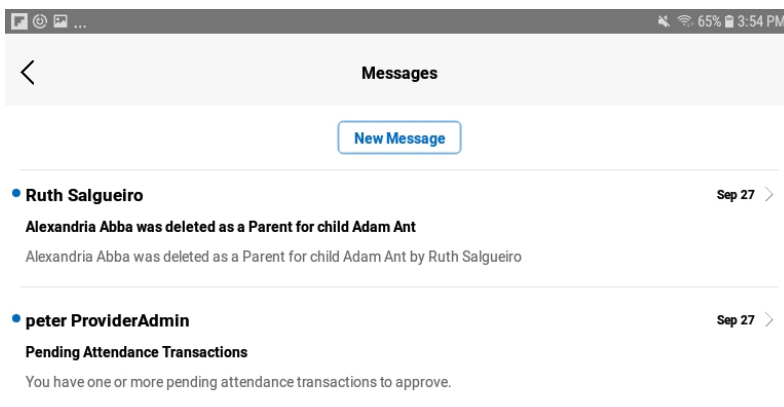 ... 65% 3:54 PM
Messages
New Message
Ruth Salgueiro Sep 27
Alexandria Abba was deleted as a Parent for child Adam Ant
Alexandria Abba was deleted as a Parent for child Adam Ant by Ruth Salgueiro
peter ProviderAdmin Sep 27
Pending Attendance Transactions
You have one or more pending attendance transactions to approve.